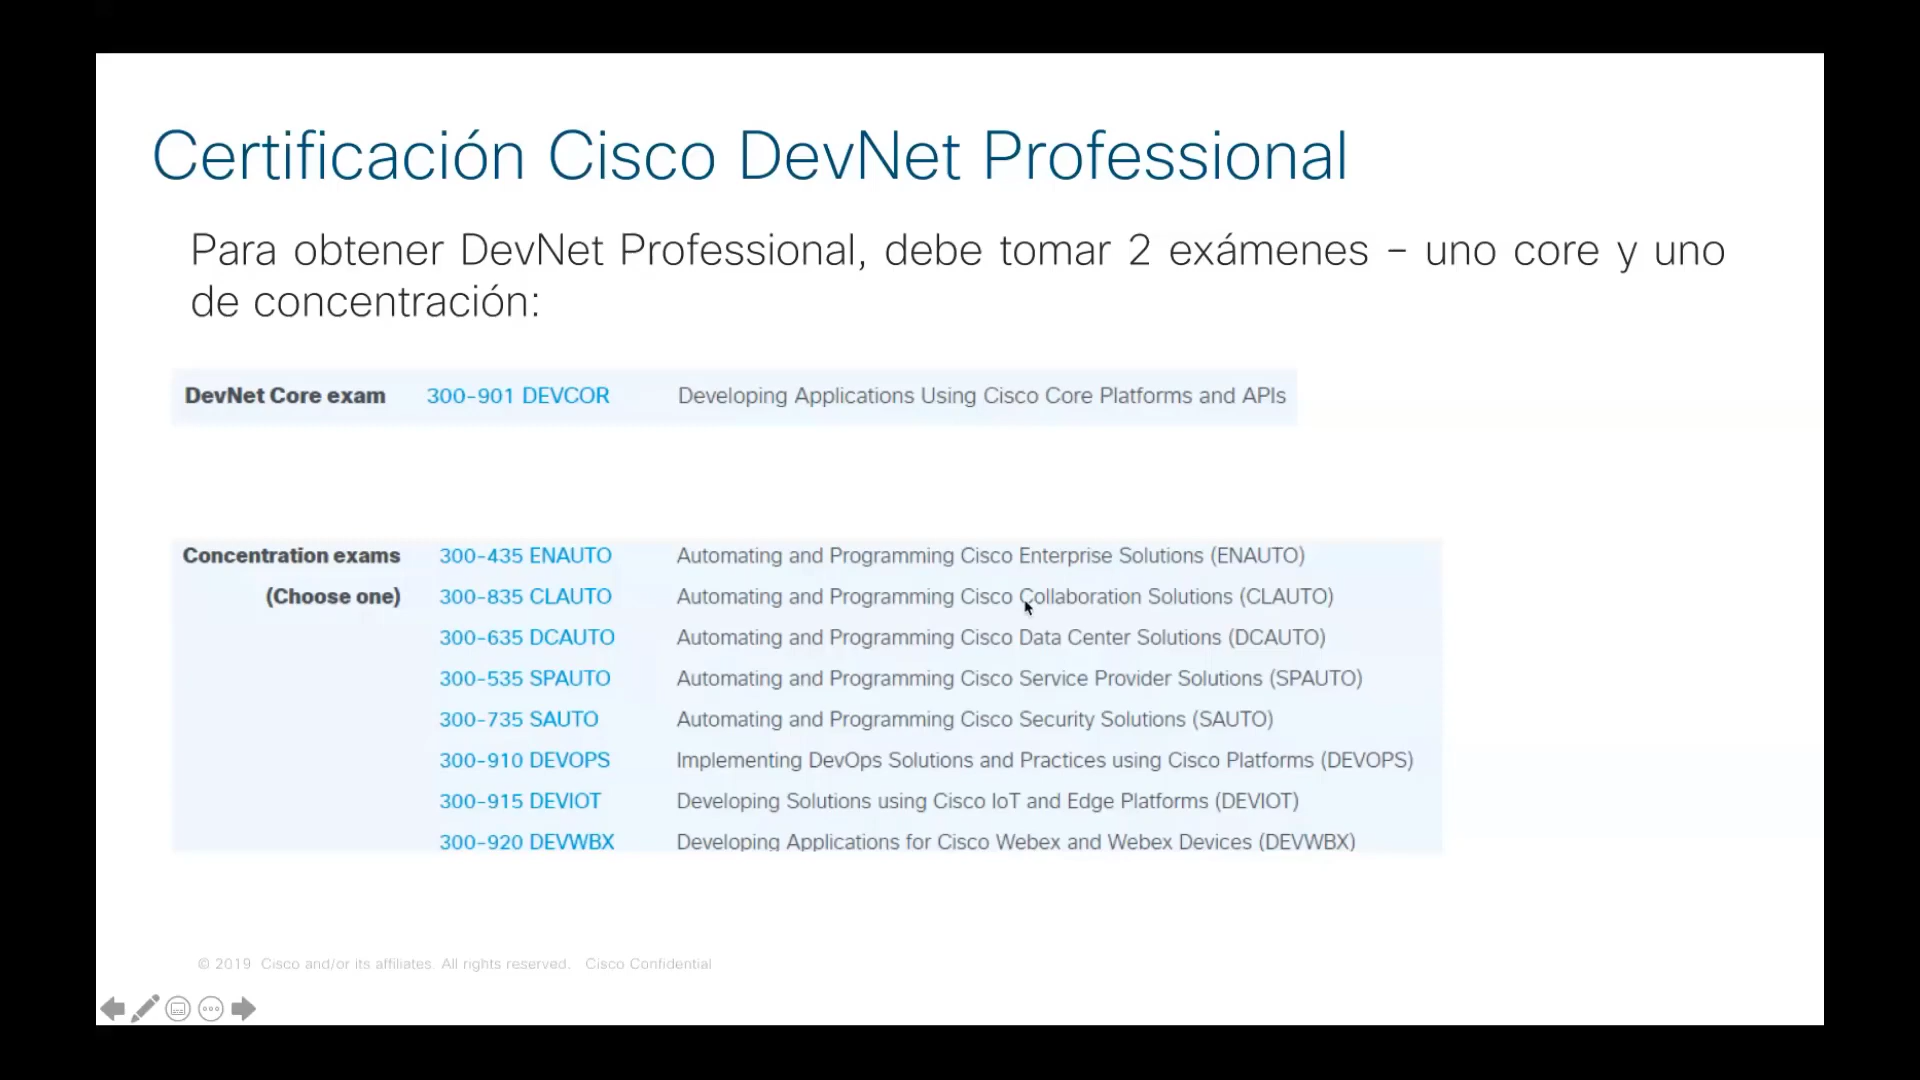 Certificación Cisco DevNet Professional
Para obtener DevNet Professional, debe tomar 2 exámenes – uno core y uno
de concentración:
DevNet Core exam 300-901 DEVCOR Developing Applications Using Cisco Core Platforms and APIs
Concentration exams 300-435 ENAUTO Automating and Programming Cisco Enterprise Solutions (ENAUTO)
(Choose one) 300-835 CLAUTO Automating and Programming Cisco Collaboration Solutions (CLAUTO)
300-635 DCAUTO Automating and Programming Cisco Data Center Solutions (DCAUTO)
300-535 SPAUTO Automating and Programming Cisco Service Provider Solutions (SPAUTO)
300-735 SAUTO Automating and Programming Cisco Security Solutions (SAUTO)
300-910 DEVOPS Implementing DevOps Solutions and Practices using Cisco Platforms (DEVOPS)
300-915 DEVIOT Developing Solutions using Cisco IoT and Edge Platforms (DEVIOT)
300-920 DEVWBX Developing Applications for Cisco Webex and Webex Devices (DEVWBX)
© 2019 Cisco and/or its affiliates. All rights reserved. Cisco Confidential